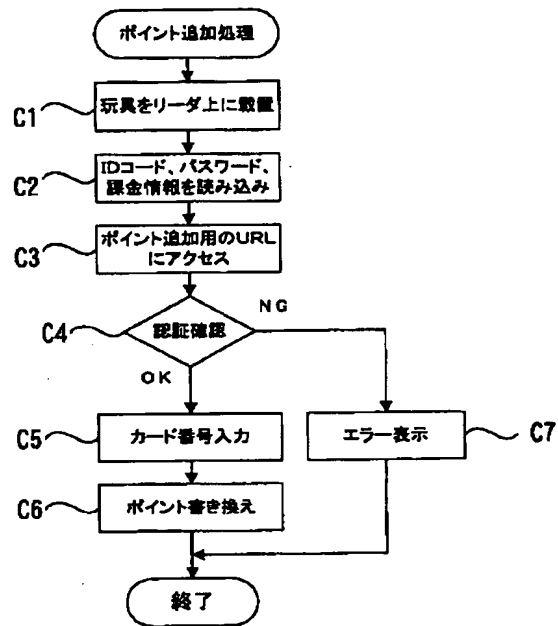 ポイント追加処理
C1
玩具をリーダ上に載置
C2
IDコード、パスワード、
課金情報を読み込み
C3
ポイント追加用のURL
にアクセス
C4
認証確認
NG
OK
C5
カード番号入力
エラー表示
C7
C6
ポイント書き換え
終了